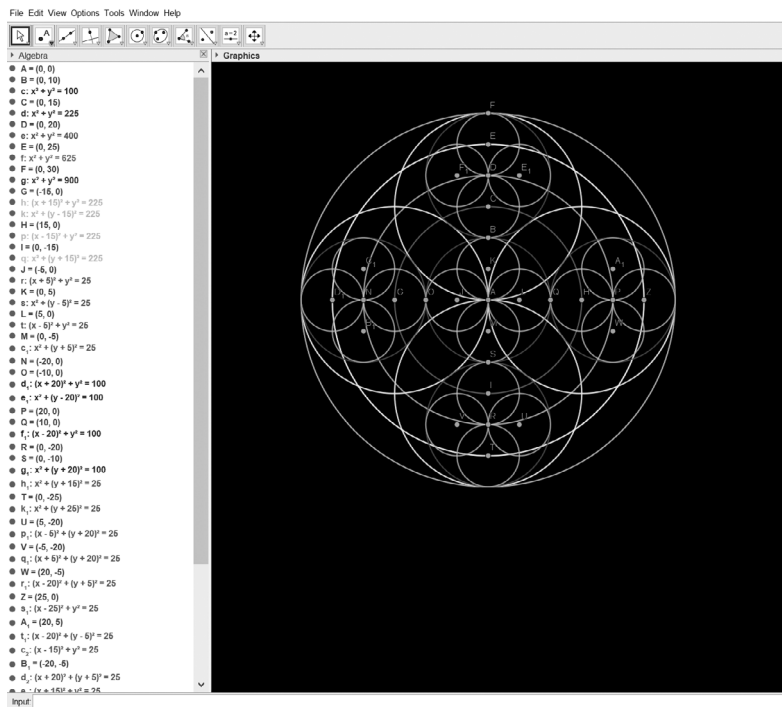 File Edit View Options Tools Window Help
A
a=2
Algebra
Graphics
A = (0, 0)
B = (0, 10)
c: x² + y² = 100
C = (0, 15)
d: x² + y² = 225
D = (0, 20)
e: x² + y² = 400
E = (0, 25)
f: x² + y² = 625
F = (0, 30)
g: x² + y² = 900
G = (-15, 0)
h: (x + 15)² + y² = 225
k: x² + (y - 15)² = 225
H = (15, 0)
p: (x - 15)² + y² = 225
I = (0, -15)
q: x² + (y + 15)² = 225
J = (-5, 0)
r: (x + 5)² + y² = 25
K = (0, 5)
s: x² + (y - 5)² = 25
L = (5, 0)
t: (x - 5)² + y² = 25
M = (0, -5)
c₁: x² + (y + 5)² = 25
N = (-20, 0)
O = (-10, 0)
d₁: (x + 20)² + y² = 100
e₁: x² + (y - 20)² = 100
P = (20, 0)
Q = (10, 0)
f₁: (x - 20)² + y² = 100
R = (0, -20)
S = (0, -10)
g₁: x² + (y + 20)² = 100
h₁: x² + (y + 15)² = 25
T = (0, -25)
k₁: x² + (y + 25)² = 25
U = (5, -20)
p₁: (x - 5)² + (y + 20)² = 25
V = (-5, -20)
q₁: (x + 5)² + (y + 20)² = 25
W = (20, -5)
r₁: (x - 20)² + (y + 5)² = 25
Z = (25, 0)
s₁: (x - 25)² + y² = 25
A₁ = (20, 5)
t₁: (x - 20)² + (y - 5)² = 25
c₂: (x - 15)² + y² = 25
B₁ = (-20, -5)
d₂: (x + 20)² + (y + 5)² = 25
F
E
F₁ D E₁
C
B
C₁ K A₁
D₁ N G O J A L Q H P Z
B₁ M W
S
I
V R U
T
Input: